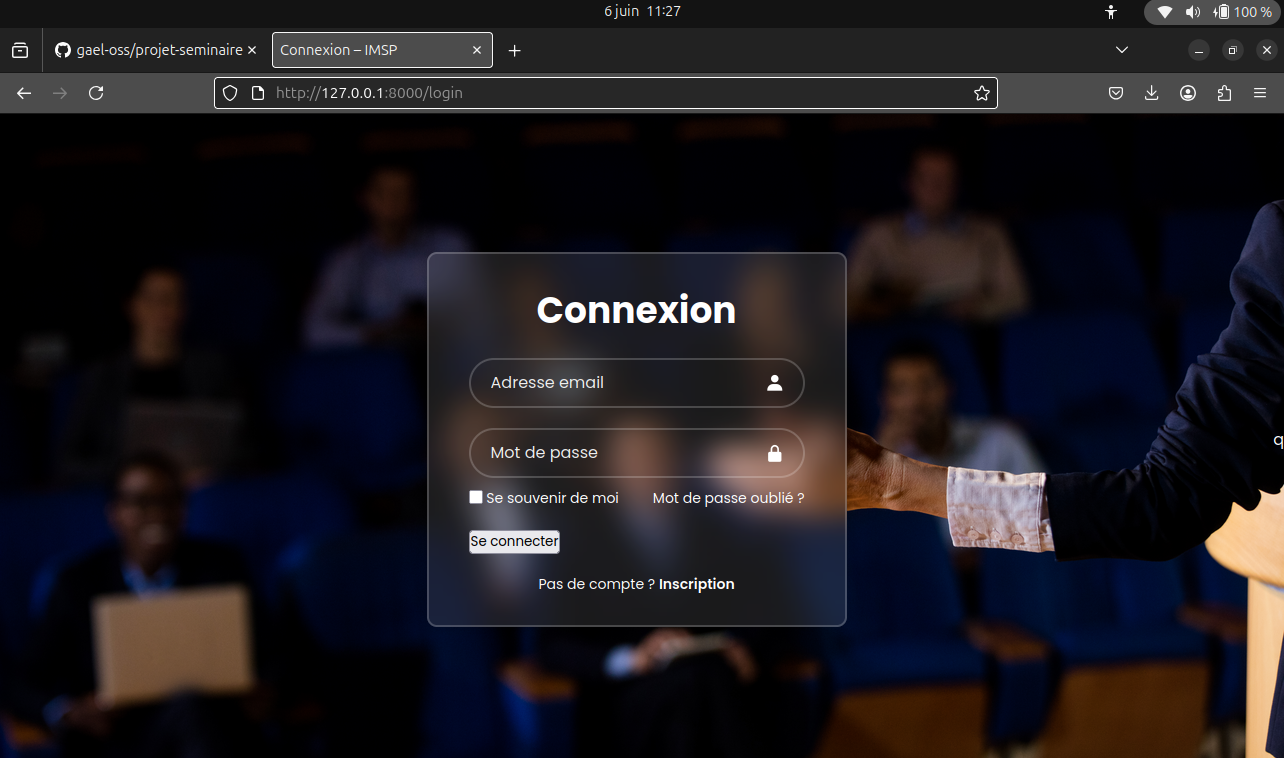 6 juin 11:27
100 %
gael-oss/projet-seminaire
Connexion – IMSP
http://127.0.0.1:8000/login
Connexion
Adresse email
Mot de passe
q
Se souvenir de moi
Mot de passe oublié ?
Se connecter
Pas de compte ? Inscription